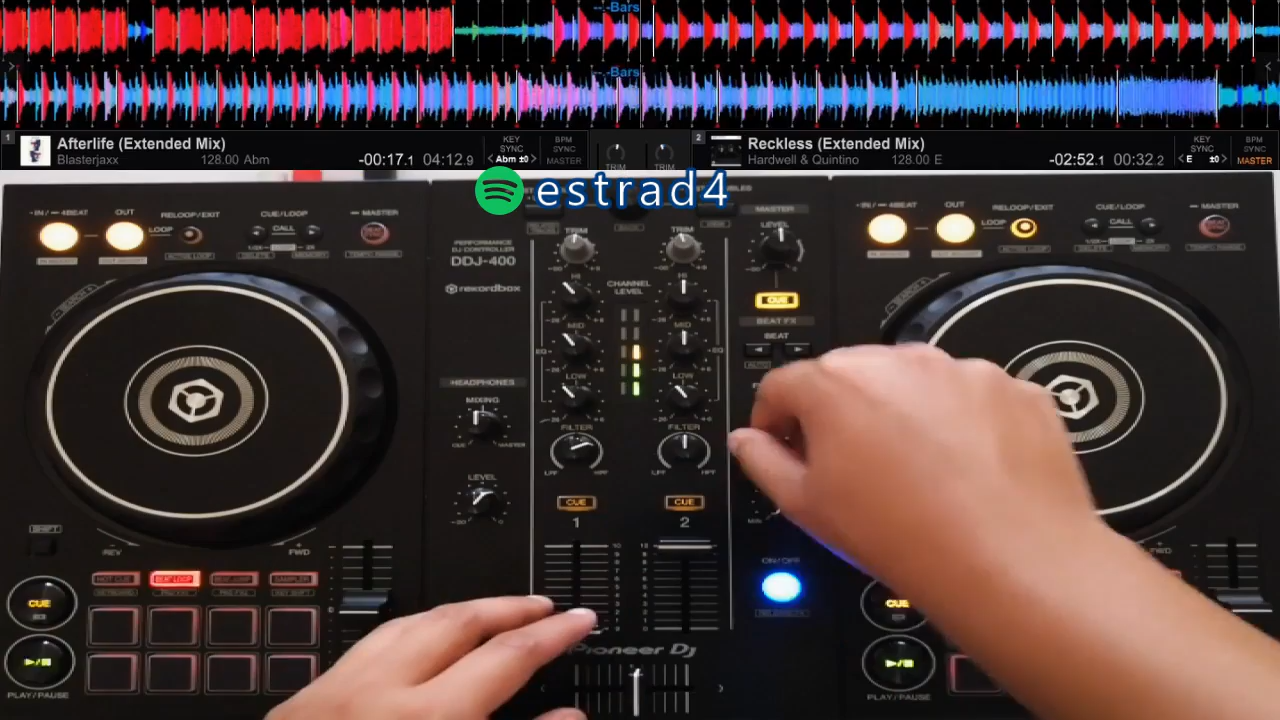 --.-Bars
--.-Bars
1
Afterlife (Extended Mix)
Blasterjaxx
128.00 Abm
-00:17.1 04:12.9
KEY
SYNC
Abm ±0
BPM
SYNC
MASTER
TRIM
TRIM
2
Reckless (Extended Mix)
Hardwell & Quintino
128.00 E
-02:52.1 00:32.2
KEY
SYNC
E ±0
BPM
SYNC
MASTER
estrad4
IN / 4BEAT
OUT
LOOP
RELOOP/EXIT
CUE/LOOP
CALL
MASTER
PERFORMANCE
DJ CONTROLLER
DDJ-400
rekordbox
TRIM
HI
MID
EQ
LOW
FILTER
LPF
HPF
CUE
1
CHANNEL
LEVEL
TRIM
HI
MID
EQ
LOW
FILTER
LPF
HPF
CUE
2
MASTER
LEVEL
CUE
BEAT FX
BEAT
IN / 4BEAT
OUT
LOOP
RELOOP/EXIT
CUE/LOOP
CALL
MASTER
HEADPHONES
MIXING
CUE
MASTER
LEVEL
SHIFT
REV
FWD
HOT CUE
BEAT LOOP
BEAT JUMP
SAMPLER
CUE
PLAY/PAUSE
MIN
ON/OFF
FWD
CUE
PLAY/PAUSE
Pioneer Dj